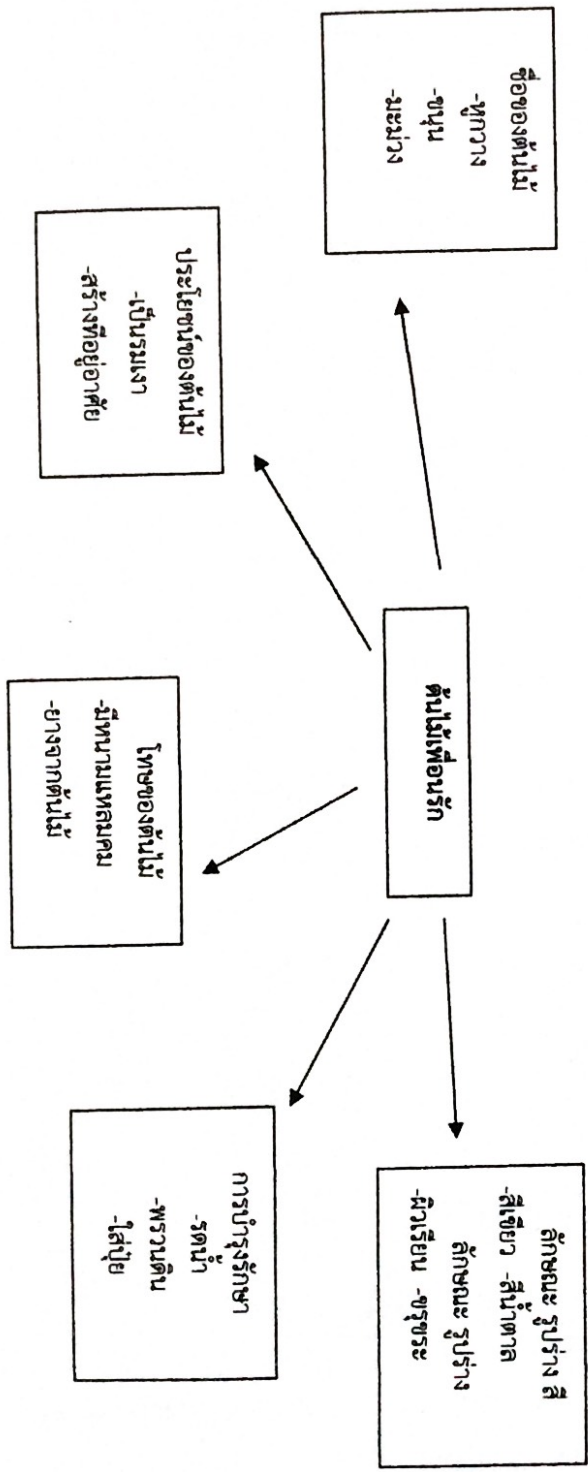 ต้นไม้เพื่อนรัก
ชื่อของต้นไม้
-หูกวาง
-ขนุน
-มะม่วง
ประโยชน์ของต้นไม้
-เป็นร่มเงา
-สร้างที่อยู่อาศัย
โทษของต้นไม้
-มีหนามแหลมคม
-ยางจากต้นไม้
การบำรุงรักษา
-รดน้ำ
-พรวนดิน
-ใส่ปุ๋ย
ลักษณะ รูปร่าง สี
-สีเขียว -สีน้ำตาล
ลักษณะ รูปร่าง
-ผิวเรียบ -ขรุขระ